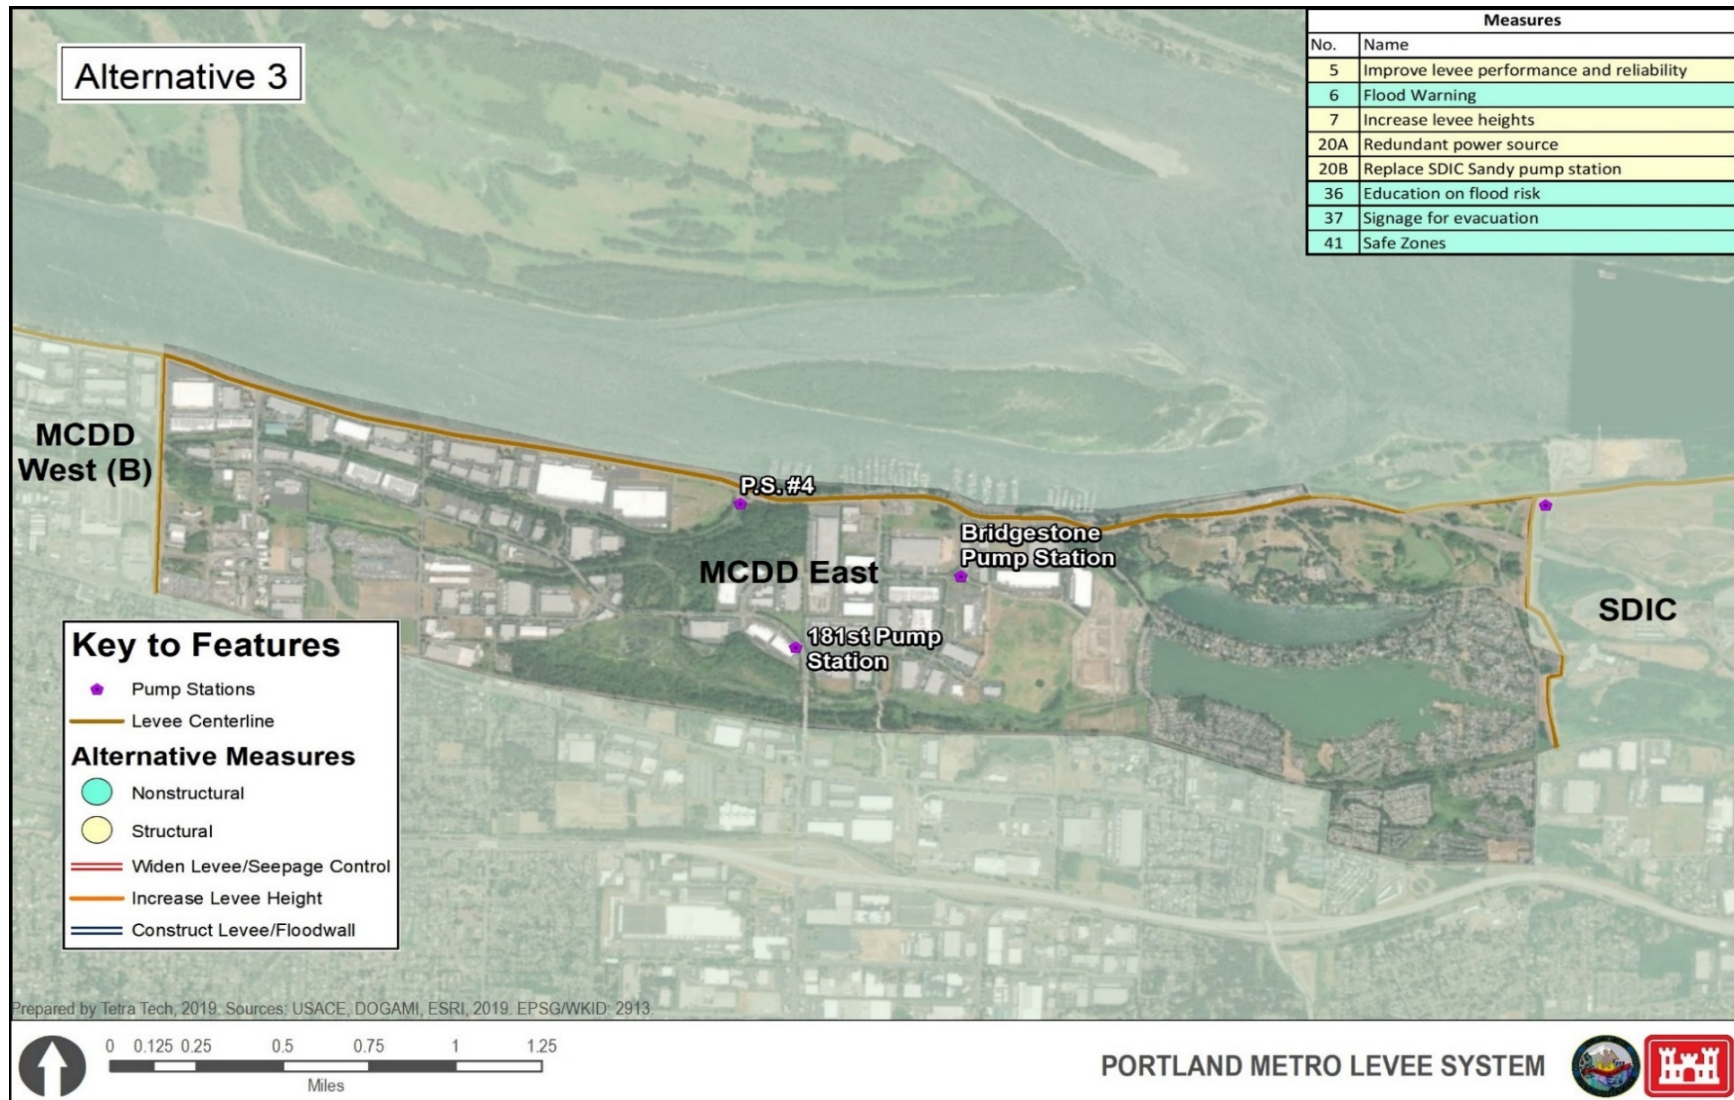 Alternative 3
Measures
No. Name
5 Improve levee performance and reliability
6 Flood Warning
7 Increase levee heights
20A Redundant power source
20B Replace SDIC Sandy pump station
36 Education on flood risk
37 Signage for evacuation
41 Safe Zones
MCDD
West (B)
P.S. #4
Bridgestone
Pump Station
MCDD East
SDIC
181st Pump
Station
Key to Features
Pump Stations
Levee Centerline
Alternative Measures
Nonstructural
Structural
Widen Levee/Seepage Control
Increase Levee Height
Construct Levee/Floodwall
Prepared by Tetra Tech, 2019. Sources: USACE, DOGAMI, ESRI, 2019. EPSG/WKID: 2913.
0 0.125 0.25 0.5 0.75 1 1.25
Miles
PORTLAND METRO LEVEE SYSTEM